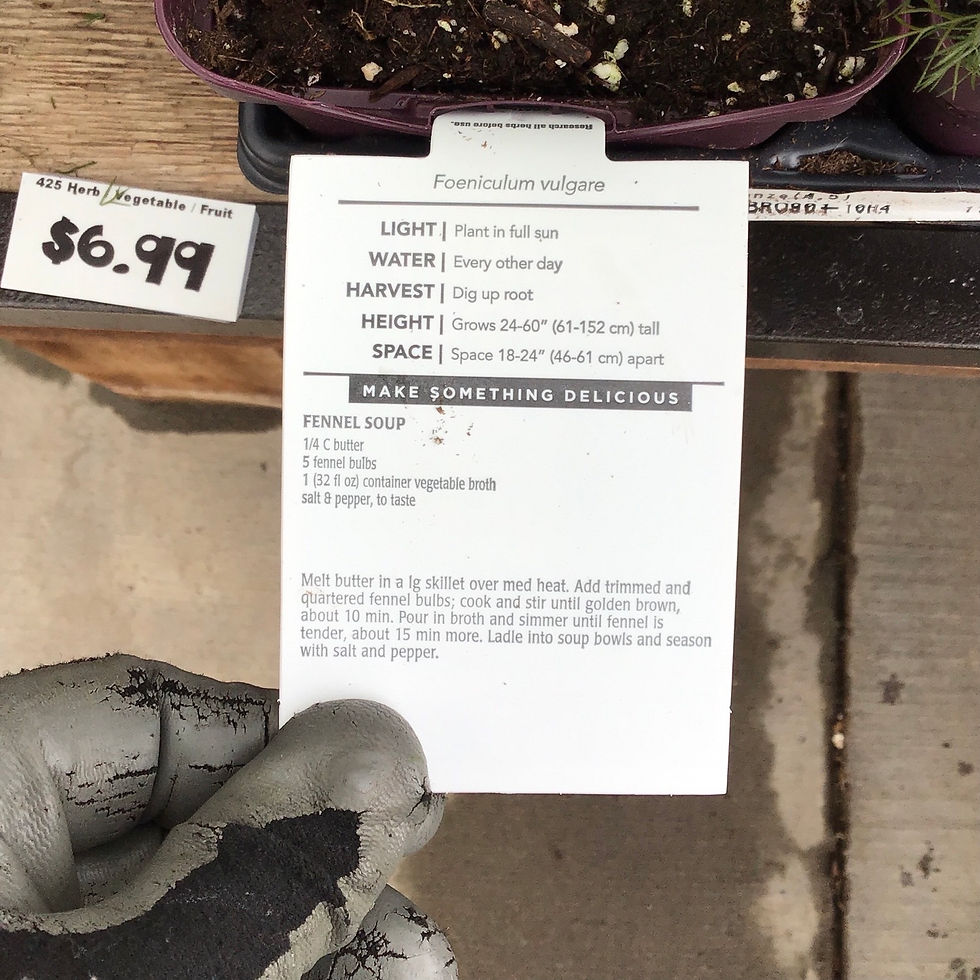 Research all herbs before use.
Foeniculum vulgare
LIGHT | Plant in full sun
WATER | Every other day
HARVEST | Dig up root
HEIGHT | Grows 24-60" (61-152 cm) tall
SPACE | Space 18-24" (46-61 cm) apart
MAKE SOMETHING DELICIOUS
FENNEL SOUP
1/4 C butter
5 fennel bulbs
1 (32 fl oz) container vegetable broth
salt & pepper, to taste
Melt butter in a lg skillet over med heat. Add trimmed and
quartered fennel bulbs; cook and stir until golden brown,
about 10 min. Pour in broth and simmer until fennel is
tender, about 15 min more. Ladle into soup bowls and season
with salt and pepper.
425 Herb / Vegetable / Fruit
$6.99